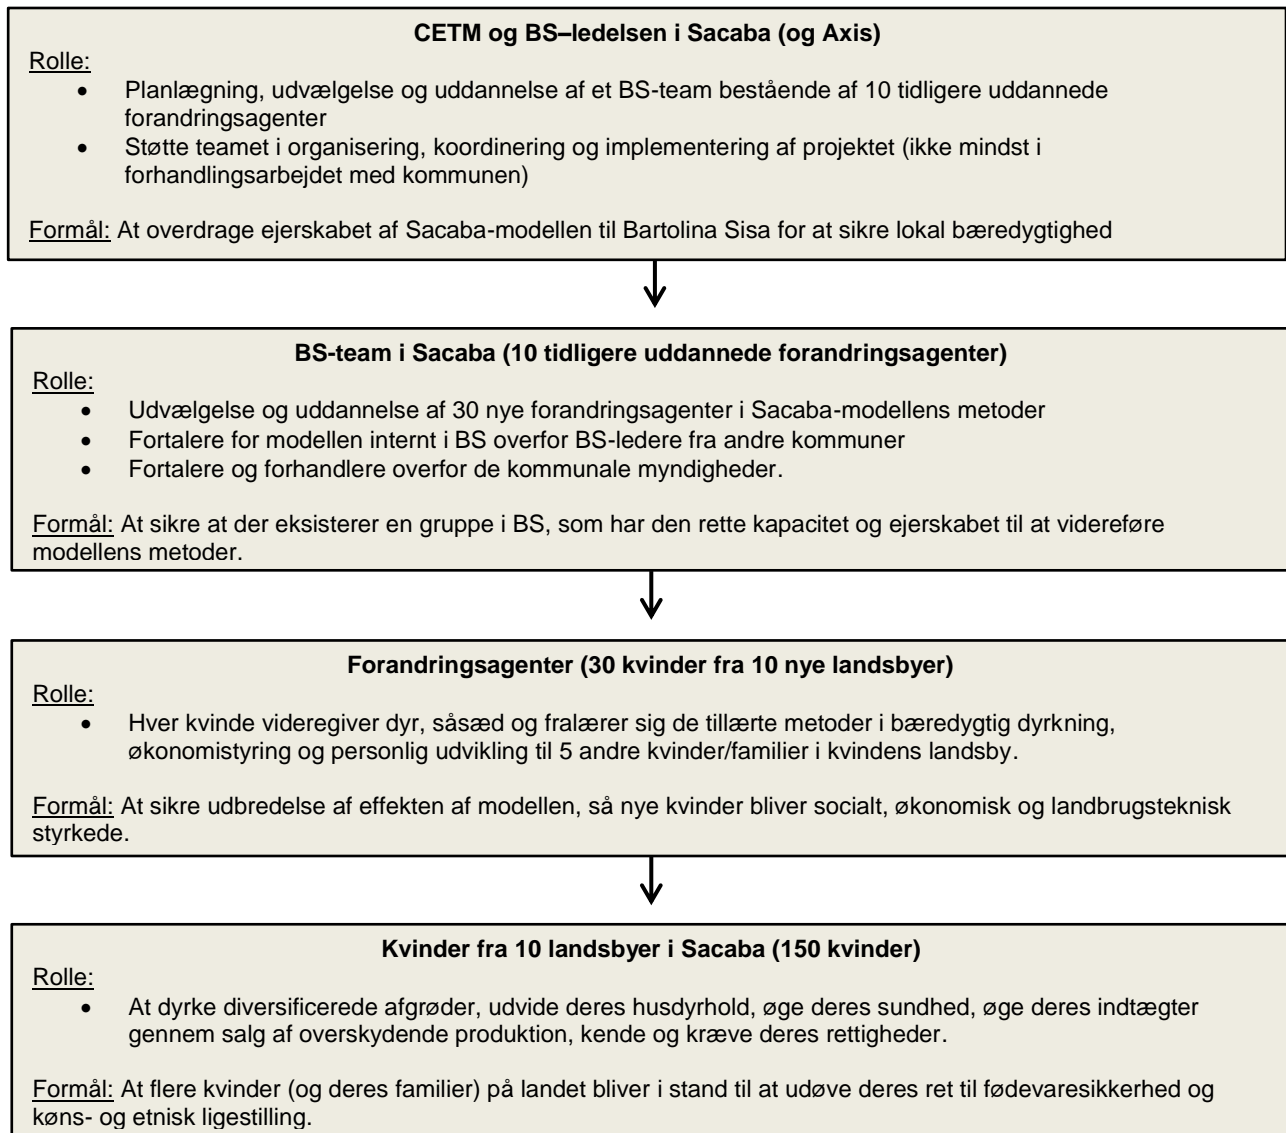 CETM og BS–ledelsen i Sacaba (og Axis)
Rolle:
• Planlægning, udvælgelse og uddannelse af et BS-team bestående af 10 tidligere uddannede
forandringsagenter
• Støtte teamet i organisering, koordinering og implementering af projektet (ikke mindst i
forhandlingsarbejdet med kommunen)
Formål: At overdrage ejerskabet af Sacaba-modellen til Bartolina Sisa for at sikre lokal bæredygtighed
BS-team i Sacaba (10 tidligere uddannede forandringsagenter)
Rolle:
• Udvælgelse og uddannelse af 30 nye forandringsagenter i Sacaba-modellens metoder
• Fortalere for modellen internt i BS overfor BS-ledere fra andre kommuner
• Fortalere og forhandlere overfor de kommunale myndigheder.
Formål: At sikre at der eksisterer en gruppe i BS, som har den rette kapacitet og ejerskabet til at videreføre
modellens metoder.
Forandringsagenter (30 kvinder fra 10 nye landsbyer)
Rolle:
• Hver kvinde videregiver dyr, såsæd og fralærer sig de tillærte metoder i bæredygtig dyrkning,
økonomistyring og personlig udvikling til 5 andre kvinder/familier i kvindens landsby.
Formål: At sikre udbredelse af effekten af modellen, så nye kvinder bliver socialt, økonomisk og landbrugsteknisk
styrkede.
Kvinder fra 10 landsbyer i Sacaba (150 kvinder)
Rolle:
• At dyrke diversificerede afgrøder, udvide deres husdyrhold, øge deres sundhed, øge deres indtægter
gennem salg af overskydende produktion, kende og kræve deres rettigheder.
Formål: At flere kvinder (og deres familier) på landet bliver i stand til at udøve deres ret til fødevaresikkerhed og
køns- og etnisk ligestilling.